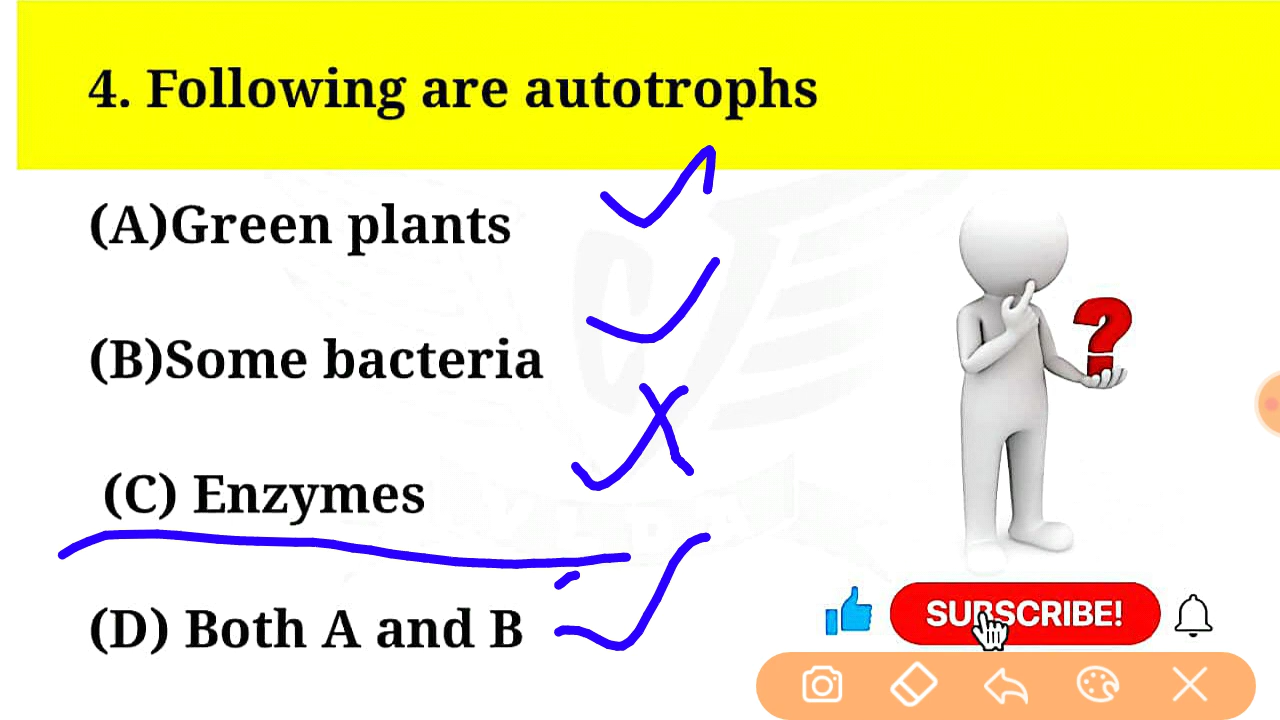 4. Following are autotrophs
(A)Green plants
(B)Some bacteria
(C) Enzymes
(D) Both A and B
SUBSCRIBE!